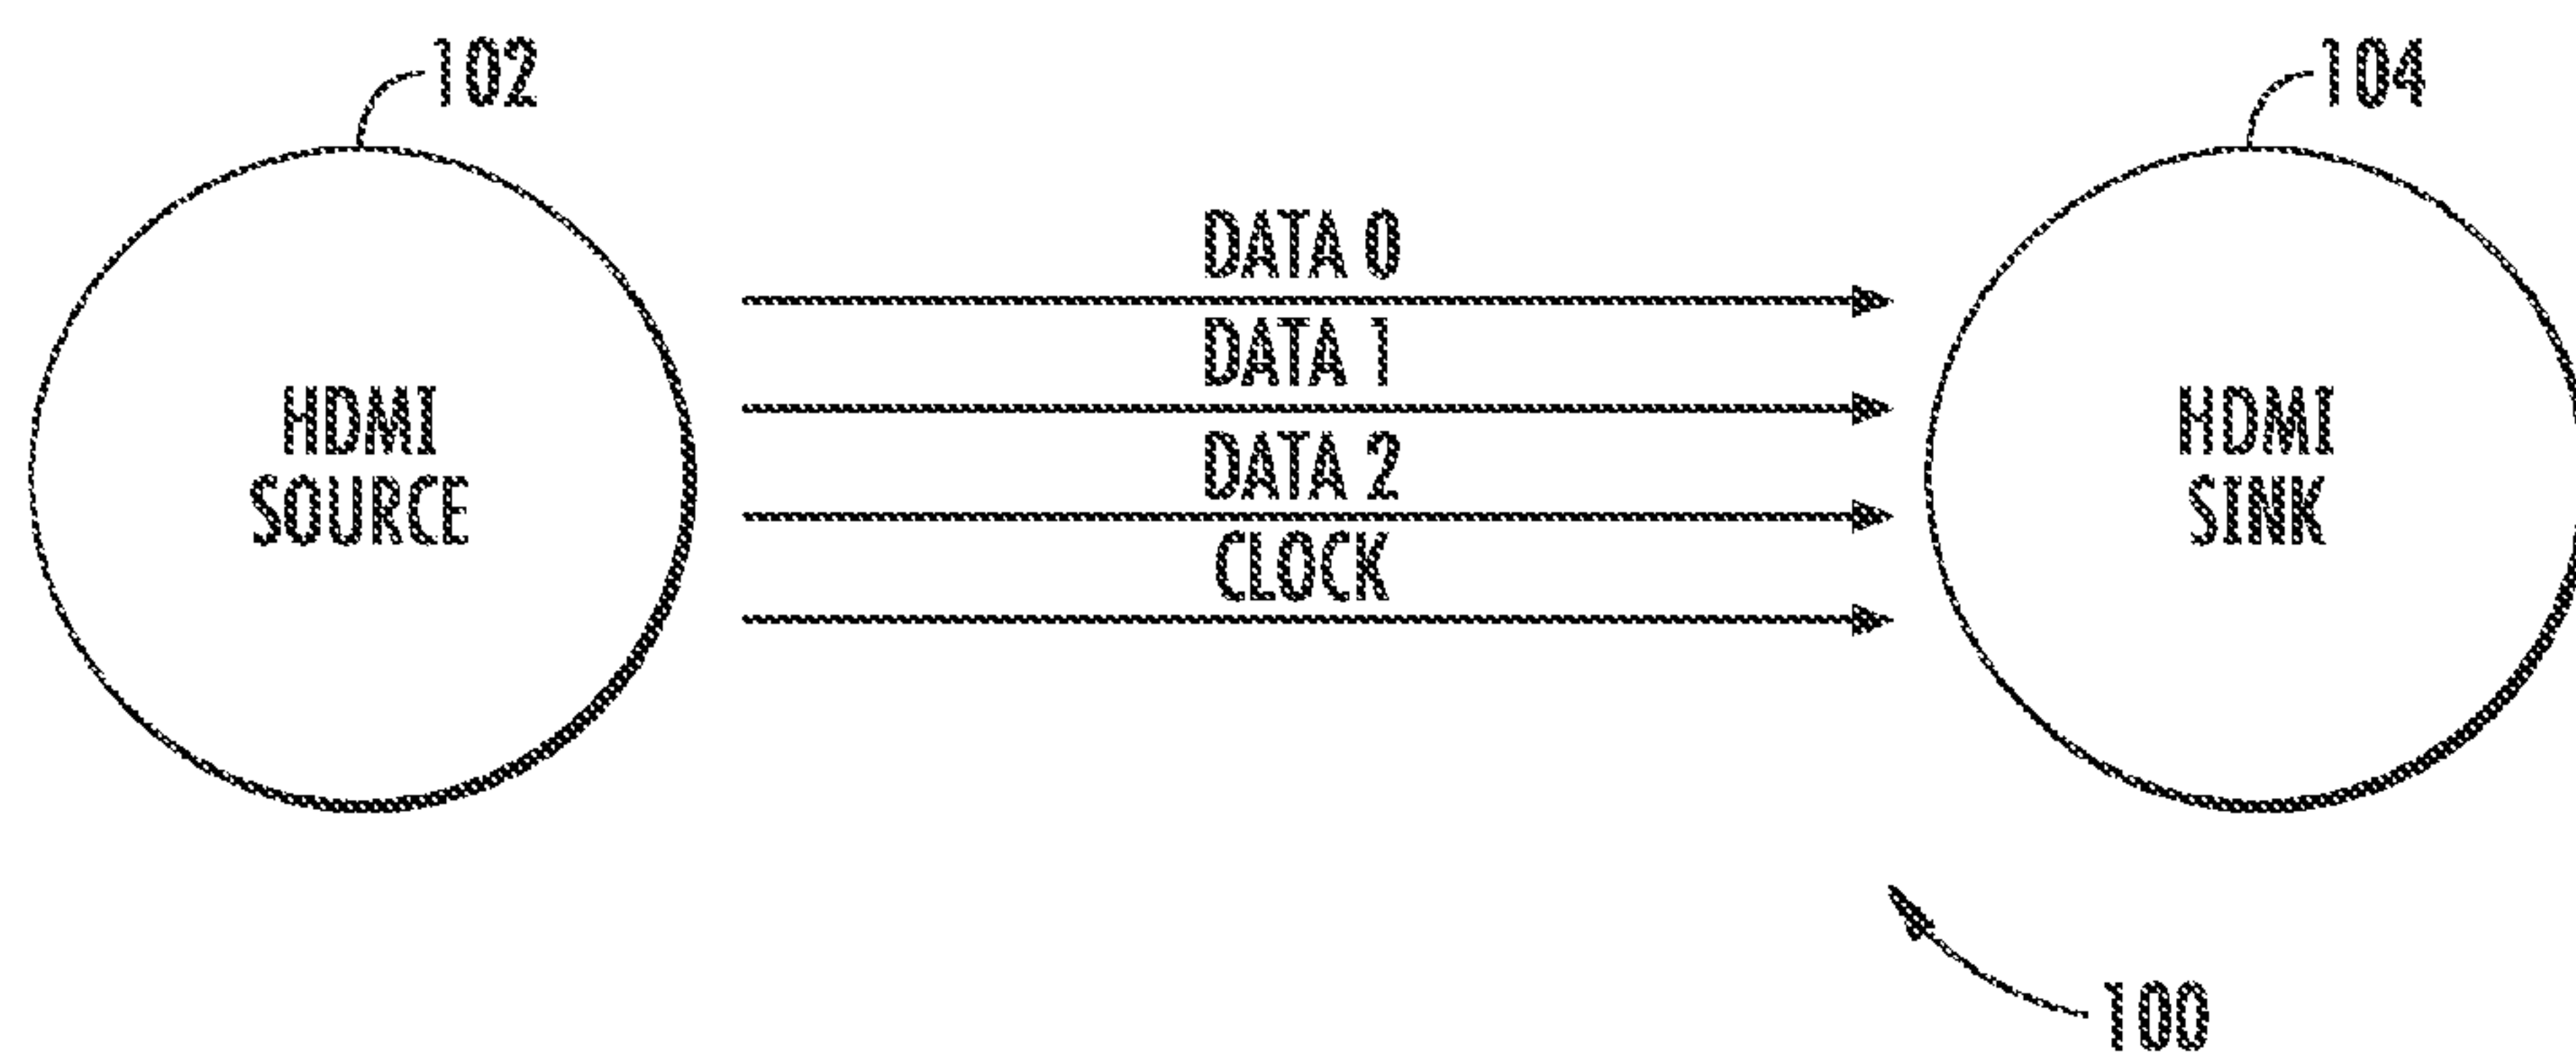 102
104
DATA 0
DATA 1
DATA 2
CLOCK
HDMI
SOURCE
HDMI
SINK
100